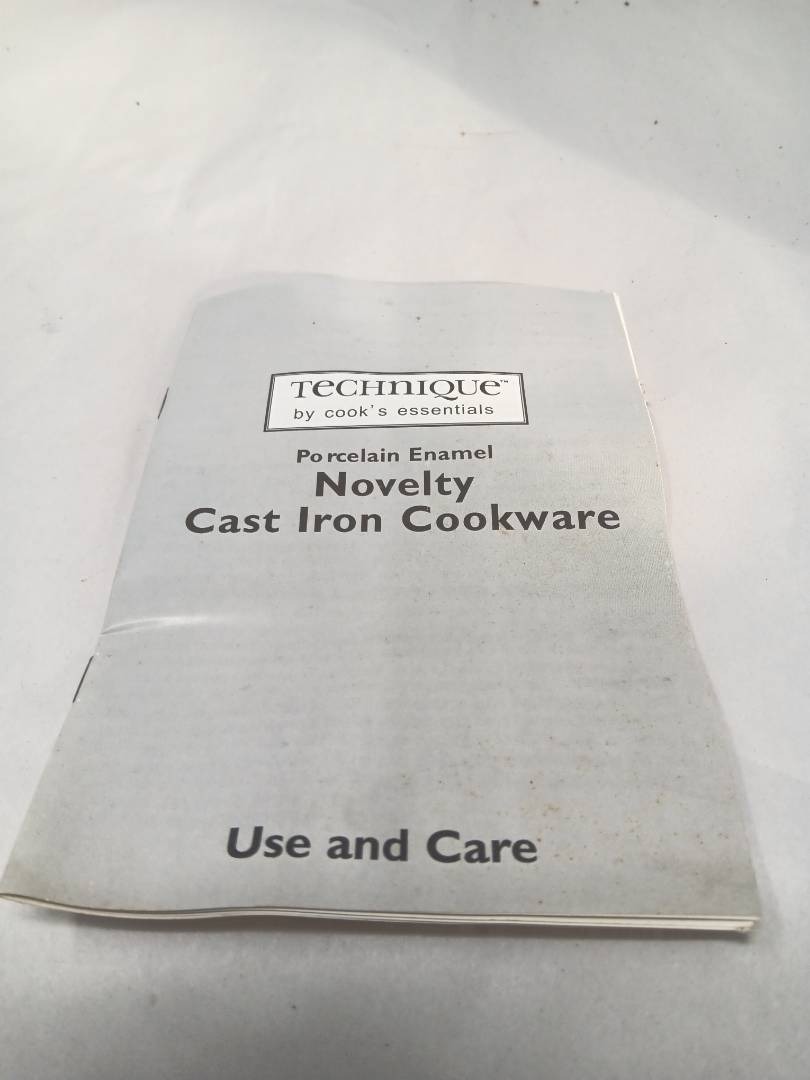 TECHNIQUE™
by cook's essentials
Porcelain Enamel
Novelty
Cast Iron Cookware
Use and Care